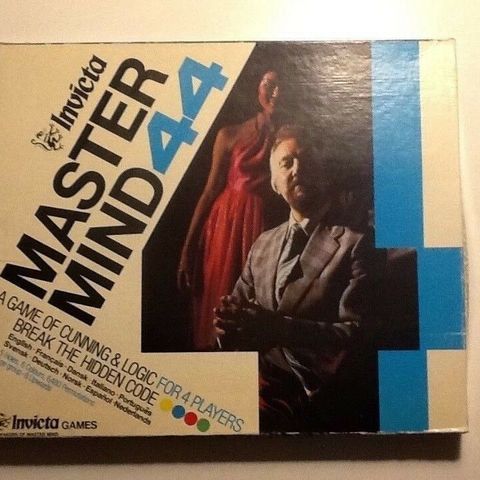 Invicta
MASTER
MIND 44
A GAME OF CUNNING & LOGIC FOR 4 PLAYERS
BREAK THE HIDDEN CODE
English · Français · Dansk · Italiano · Português
Svensk · Deutsch · Norsk · Español · Nederlands
Invicta GAMES